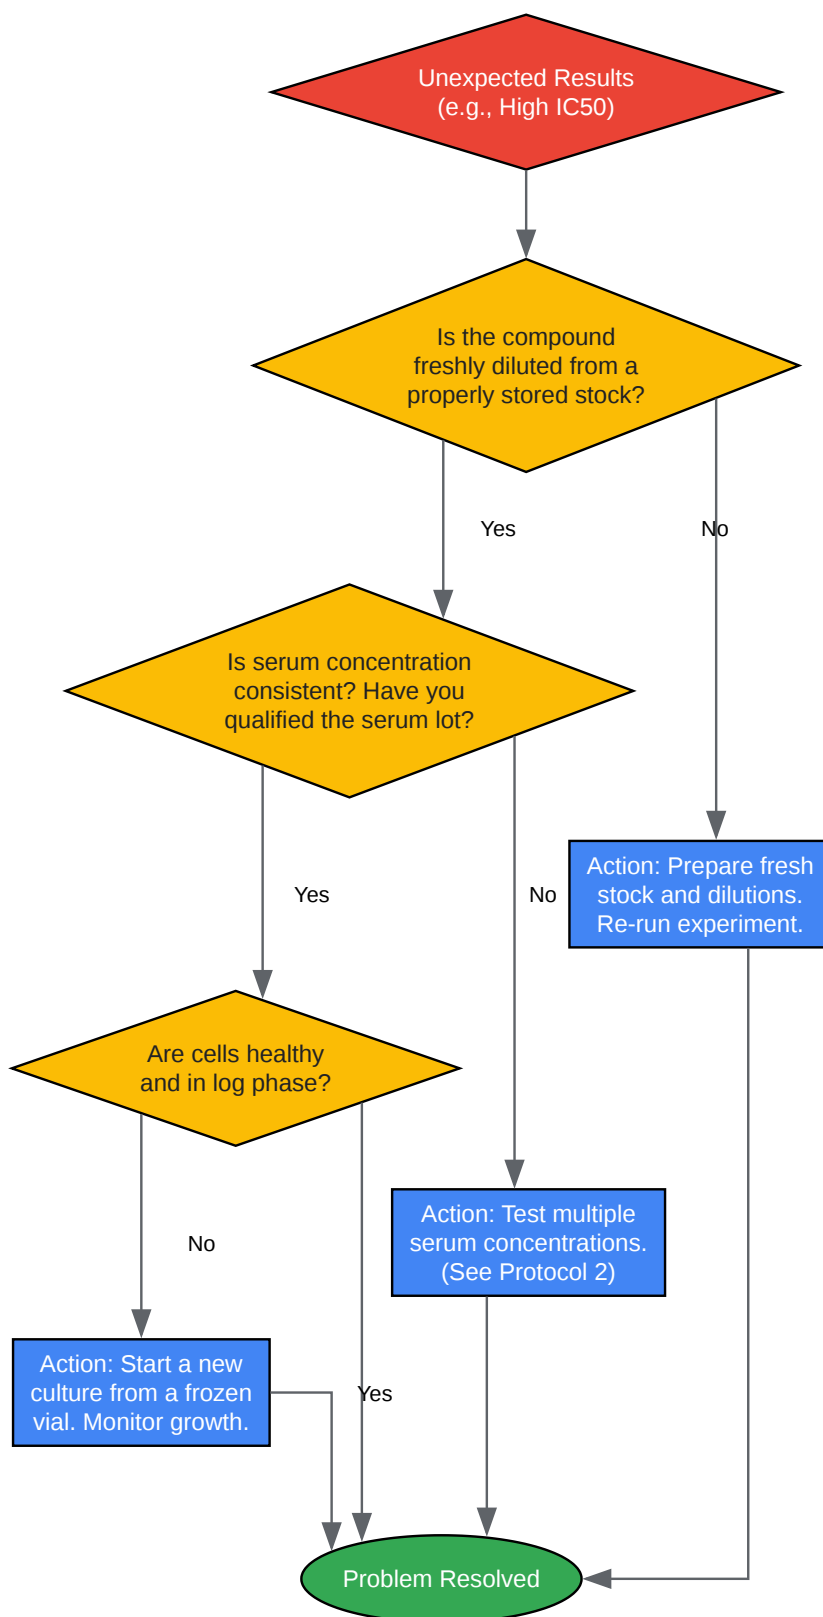 Unexpected Results
(e.g., High IC50)
Is the compound
freshly diluted from a
properly stored stock?
Yes
No
Is serum concentration
consistent? Have you
qualified the serum lot?
Yes
No
Action: Prepare fresh
stock and dilutions.
Re-run experiment.
Are cells healthy
and in log phase?
No
Yes
Action: Test multiple
serum concentrations.
(See Protocol 2)
Action: Start a new
culture from a frozen
vial. Monitor growth.
Problem Resolved